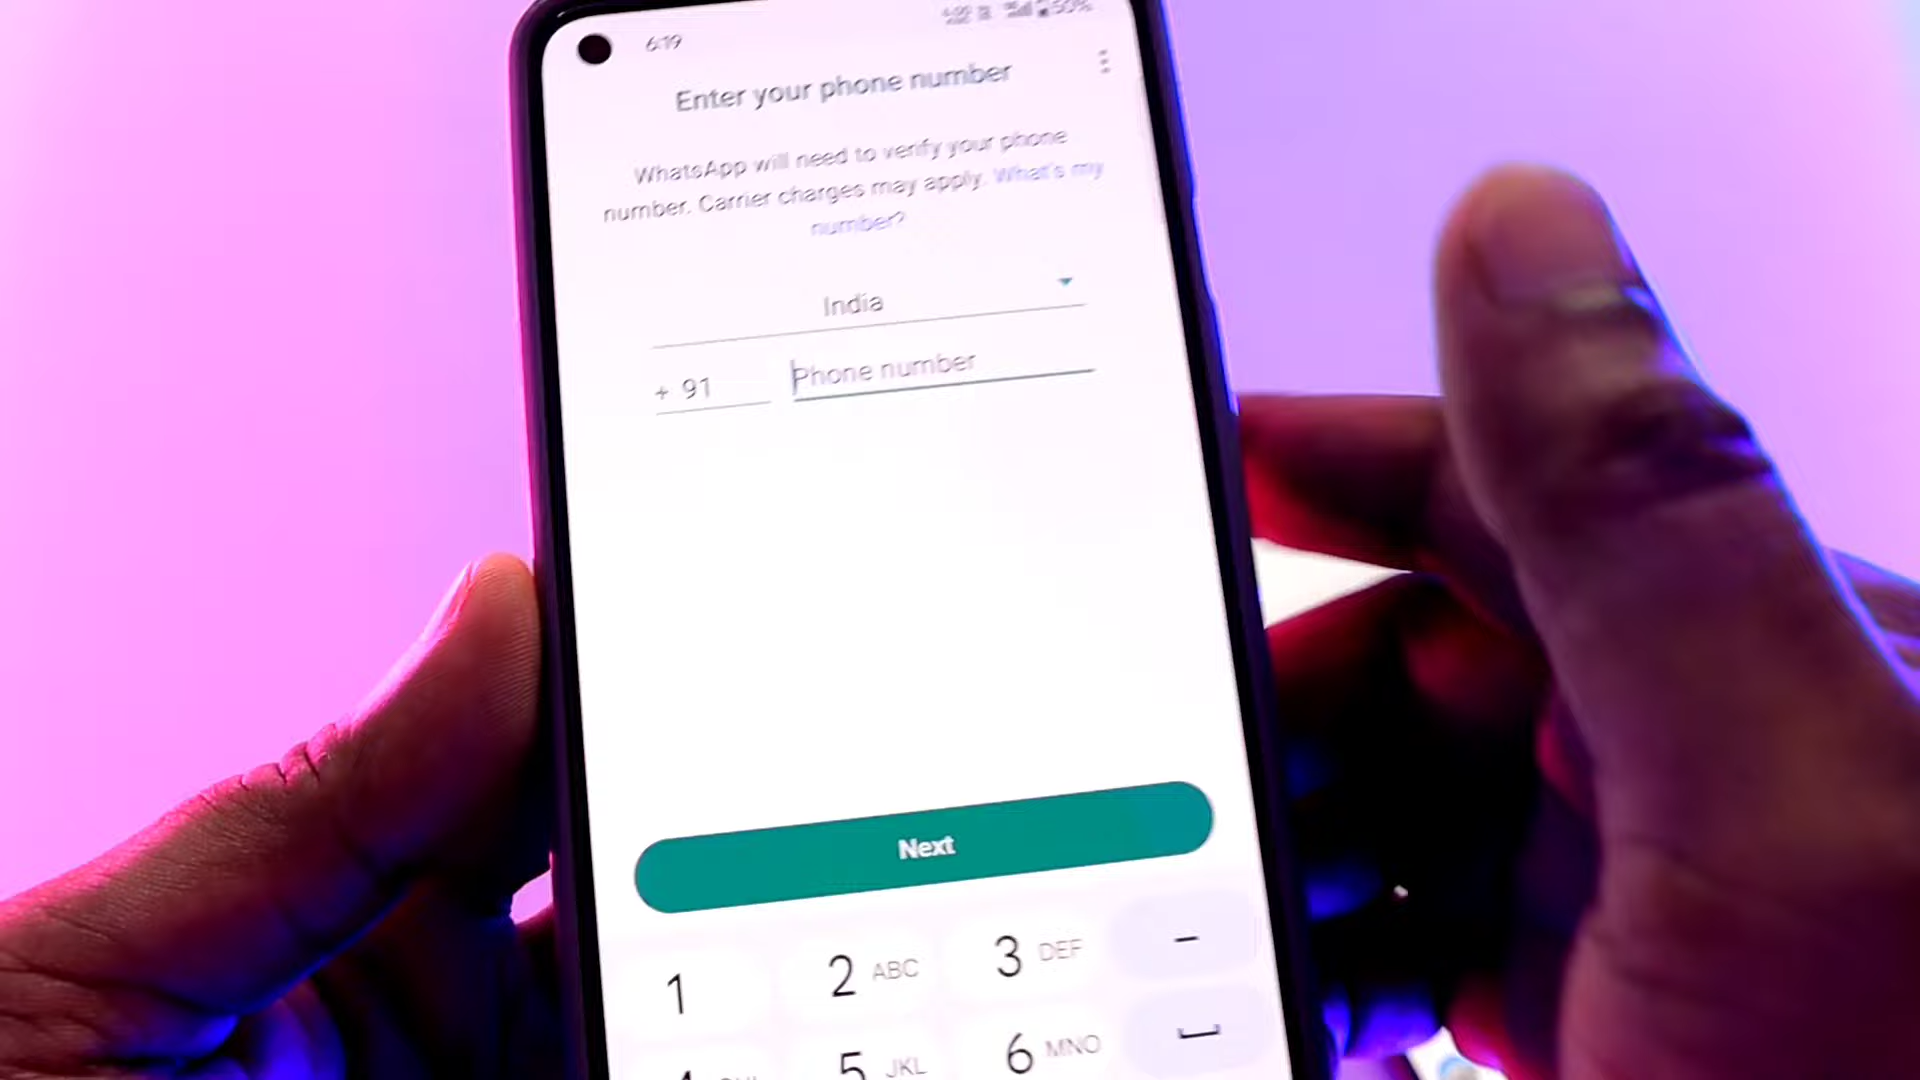 6:19
50%
Enter your phone number
WhatsApp will need to verify your phone
number. Carrier charges may apply. What's my
number?
India
+ 91 Phone number
Next
1 2 ABC 3 DEF –
5 JKL 6 MNO